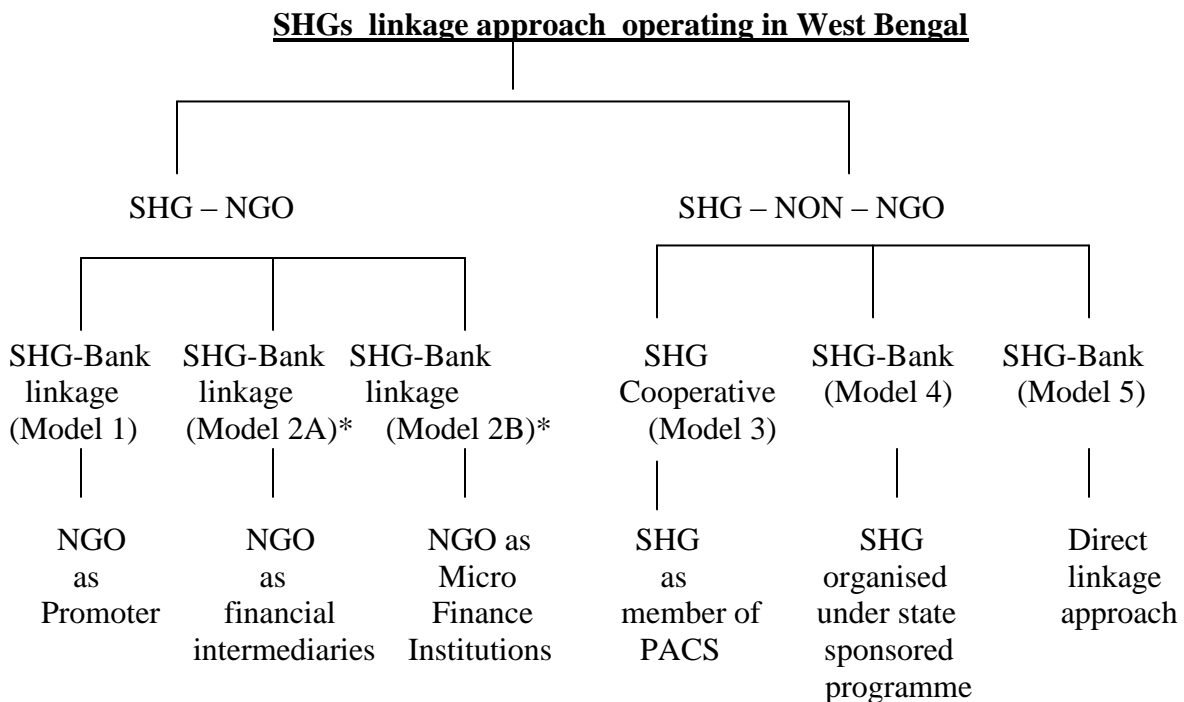 SHGs linkage approach operating in West Bengal
SHG – NGO
SHG – NON – NGO
SHG-Bank
linkage
(Model 1)
SHG-Bank
linkage
(Model 2A)*
SHG-Bank
linkage
(Model 2B)*
SHG
Cooperative
(Model 3)
SHG-Bank
(Model 4)
SHG-Bank
(Model 5)
NGO
as
Promoter
NGO
as
financial
intermediaries
NGO as
Micro
Finance
Institutions
SHG
as
member of
PACS
SHG
organised
under state
sponsored
programme
Direct
linkage
approach